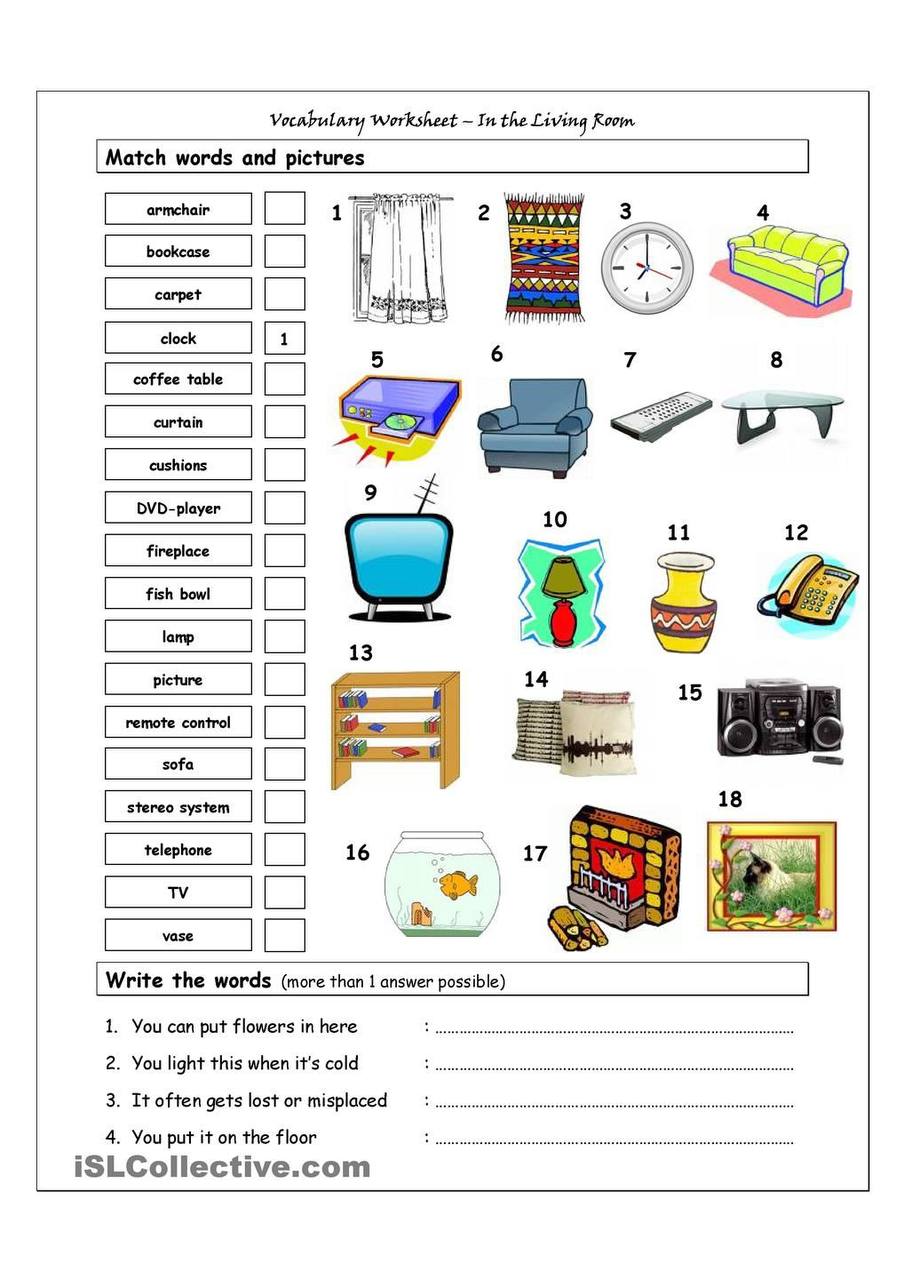 Vocabulary Worksheet – In the Living Room
Match words and pictures
armchair
bookcase
carpet
clock 1
coffee table
curtain
cushions
DVD-player
fireplace
fish bowl
lamp
picture
remote control
sofa
stereo system
telephone
TV
vase
1 2 3 4
5 6 7 8
9 10 11 12
13 14 15
16 17 18
Write the words (more than 1 answer possible)
1. You can put flowers in here : ............................................................................
2. You light this when it's cold : ............................................................................
3. It often gets lost or misplaced : ............................................................................
4. You put it on the floor : ............................................................................
iSLCollective.com